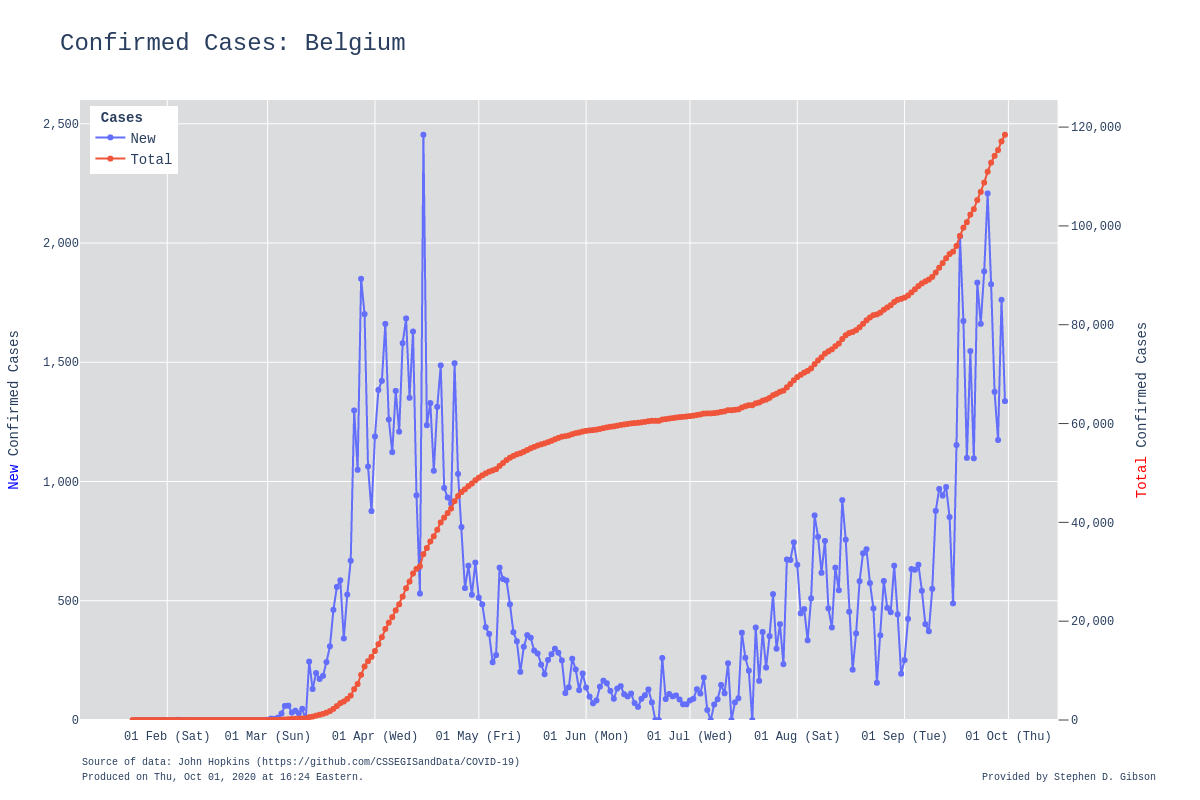 Confirmed Cases: Belgium
Cases
New
Total
2,500
2,000
1,500
1,000
500
0
New Confirmed Cases
120,000
100,000
80,000
60,000
40,000
20,000
0
Total Confirmed Cases
01 Feb (Sat) 01 Mar (Sun) 01 Apr (Wed) 01 May (Fri) 01 Jun (Mon) 01 Jul (Wed) 01 Aug (Sat) 01 Sep (Tue) 01 Oct (Thu)
Source of data: John Hopkins (https://github.com/CSSEGISandData/COVID-19)
Produced on Thu, Oct 01, 2020 at 16:24 Eastern.
Provided by Stephen D. Gibson